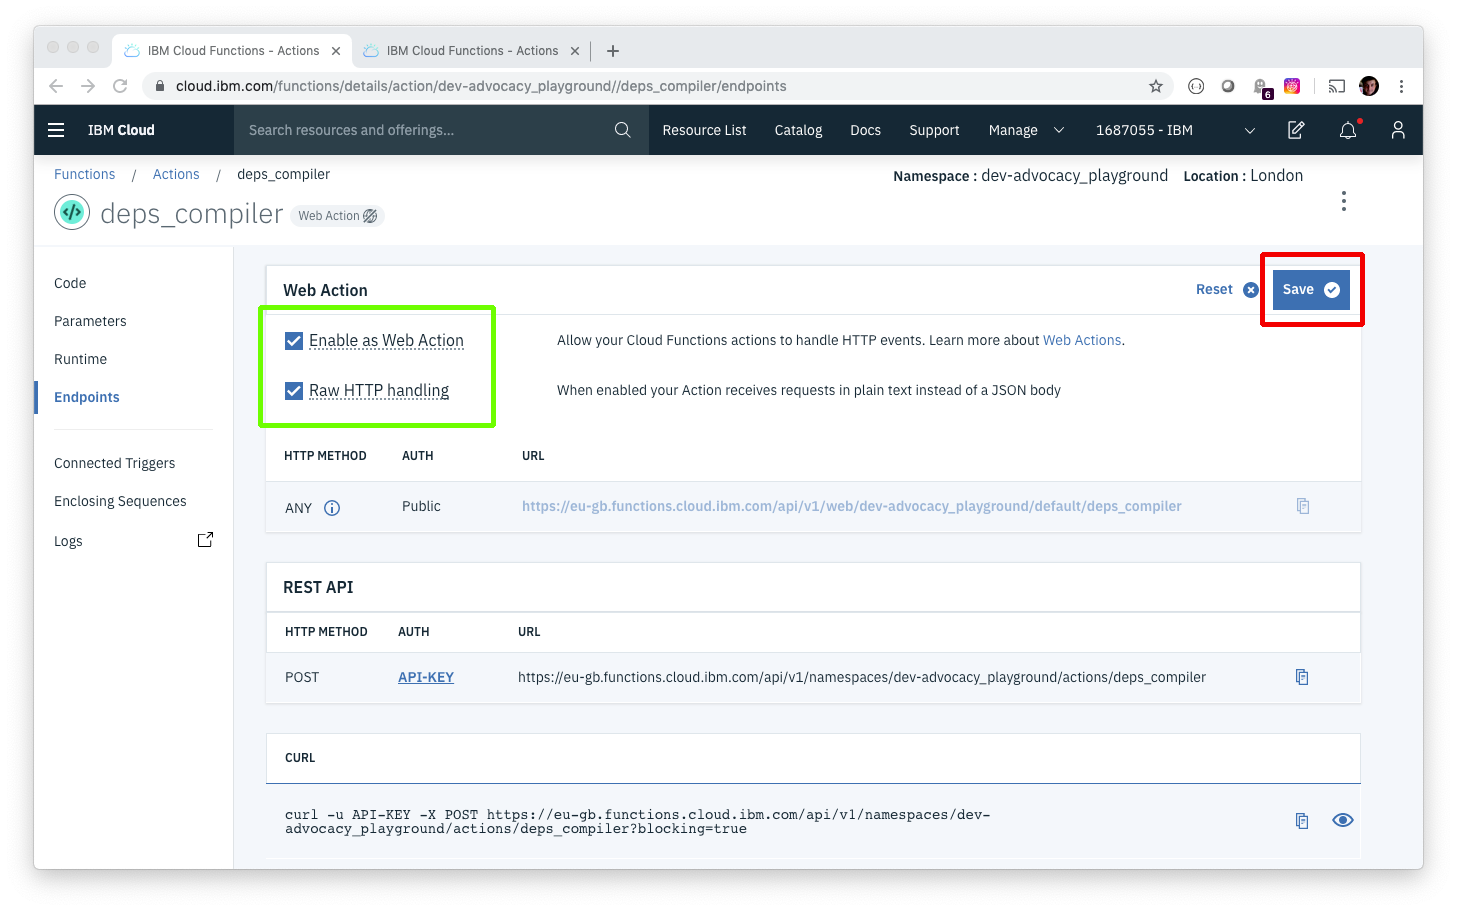 IBM Cloud Functions - Actions
IBM Cloud Functions - Actions
cloud.ibm.com/functions/details/action/dev-advocacy_playground//deps_compiler/endpoints
6
IBM Cloud
Search resources and offerings...
Resource List
Catalog
Docs
Support
Manage
1687055 - IBM
Functions / Actions / deps_compiler
Namespace : dev-advocacy_playground Location : London
deps_compiler
Web Action
Code
Parameters
Runtime
Endpoints
Connected Triggers
Enclosing Sequences
Logs
Web Action
Reset
Save
Enable as Web Action
Allow your Cloud Functions actions to handle HTTP events. Learn more about Web Actions.
Raw HTTP handling
When enabled your Action receives requests in plain text instead of a JSON body
HTTP METHOD AUTH URL
ANY Public https://eu-gb.functions.cloud.ibm.com/api/v1/web/dev-advocacy_playground/default/deps_compiler
REST API
HTTP METHOD AUTH URL
POST API-KEY https://eu-gb.functions.cloud.ibm.com/api/v1/namespaces/dev-advocacy_playground/actions/deps_compiler
CURL
curl -u API-KEY -X POST https://eu-gb.functions.cloud.ibm.com/api/v1/namespaces/dev-
advocacy_playground/actions/deps_compiler?blocking=true